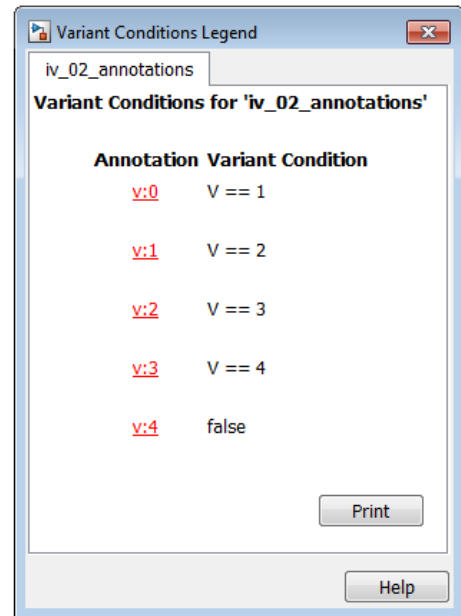 Variant Conditions Legend
iv_02_annotations
Variant Conditions for 'iv_02_annotations'
Annotation Variant Condition
v:0 V == 1
v:1 V == 2
v:2 V == 3
v:3 V == 4
v:4 false
Print
Help